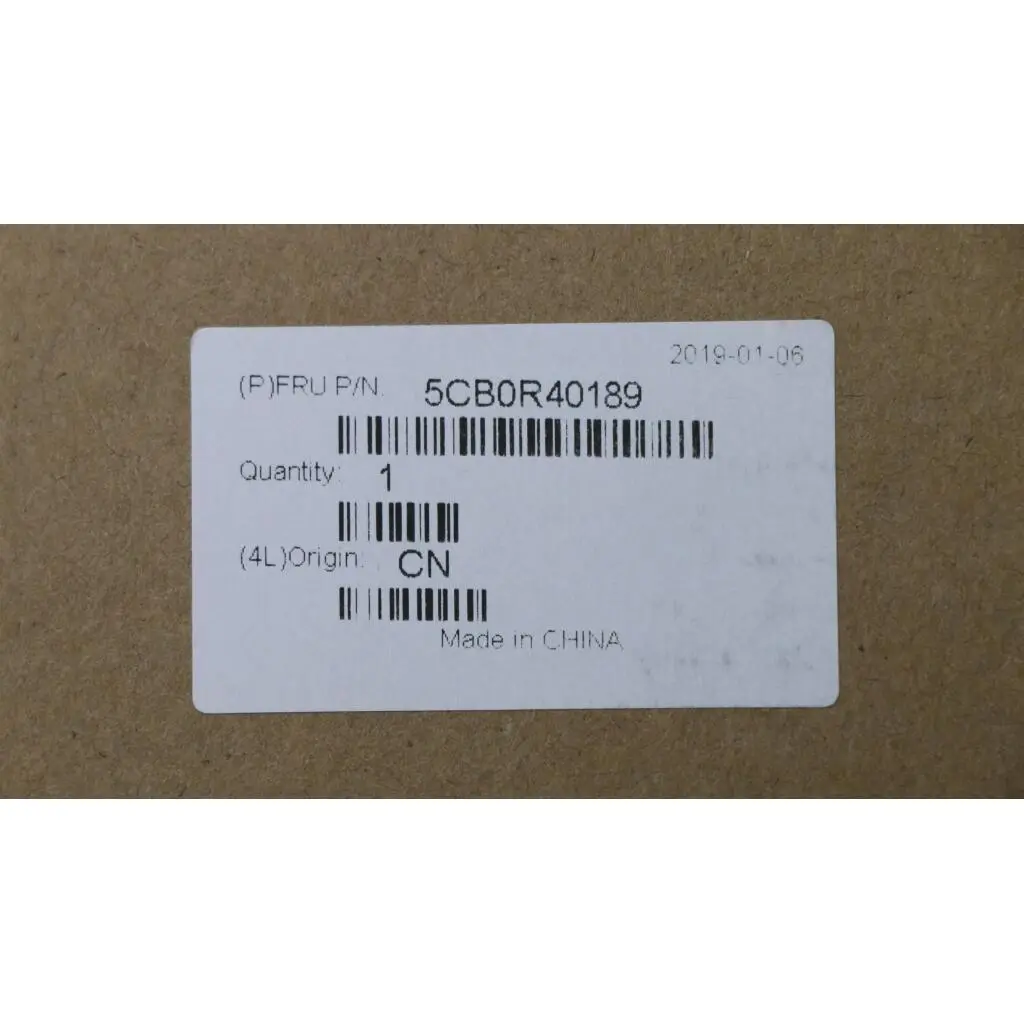 2019-01-06
(P)FRU P/N: 5CB0R40189
Quantity: 1
(4L)Origin: CN
Made in CHINA